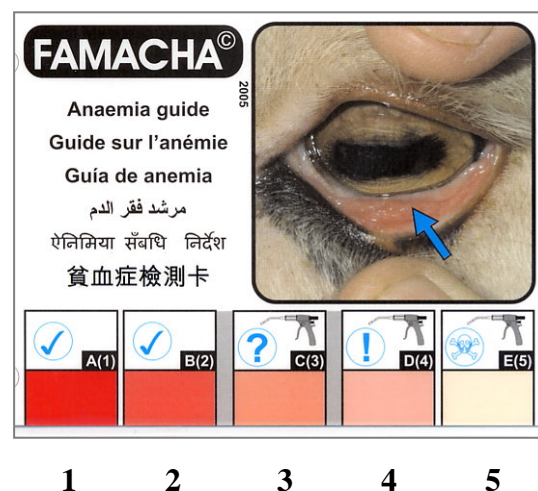 FAMACHA©
2005
Anaemia guide
Guide sur l'anémie
Guía de anemia
مرشد فقر الدم
ऐनिमिया सँबधि निर्देश
貧血症檢測卡
A(1)
B(2)
C(3)
D(4)
E(5)
1 2 3 4 5